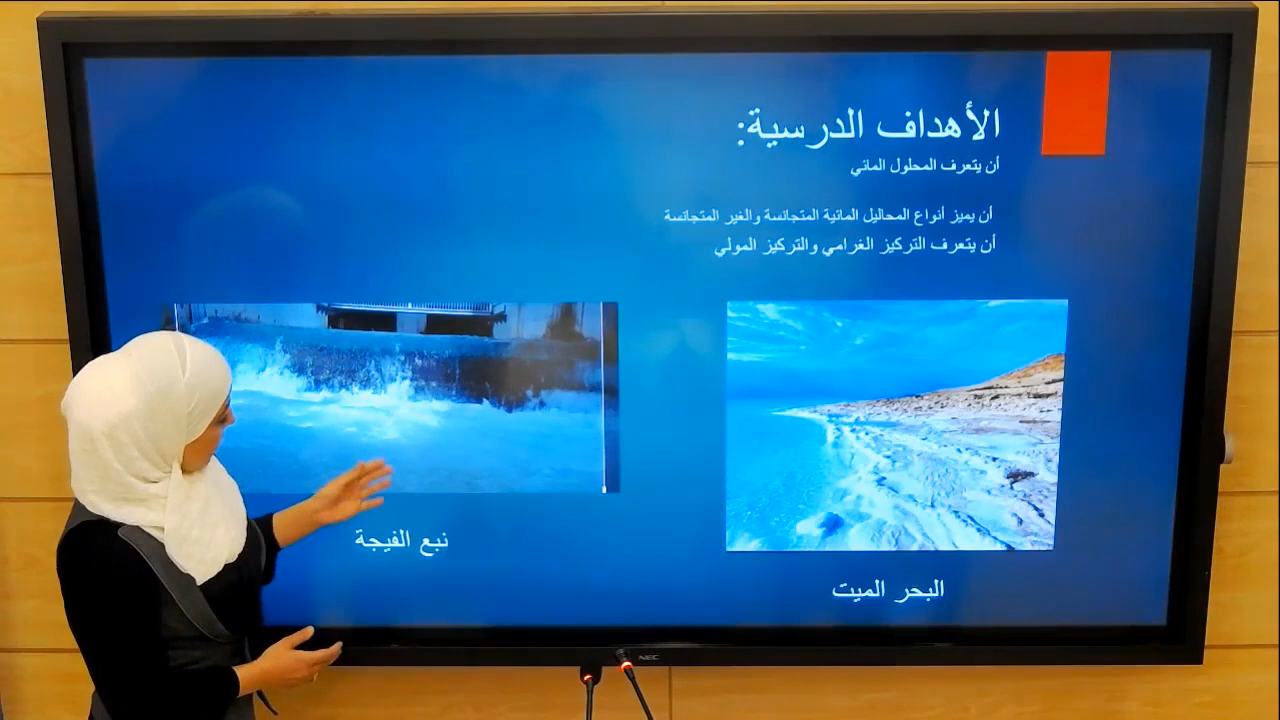 الأهداف الدرسية:
أن يتعرف المحلول المائي
أن يميز أنواع المحاليل المائية المتجانسة والغير المتجانسة
أن يتعرف التركيز الغرامي والتركيز المولي
نبع الفيجة
البحر الميت
NEC